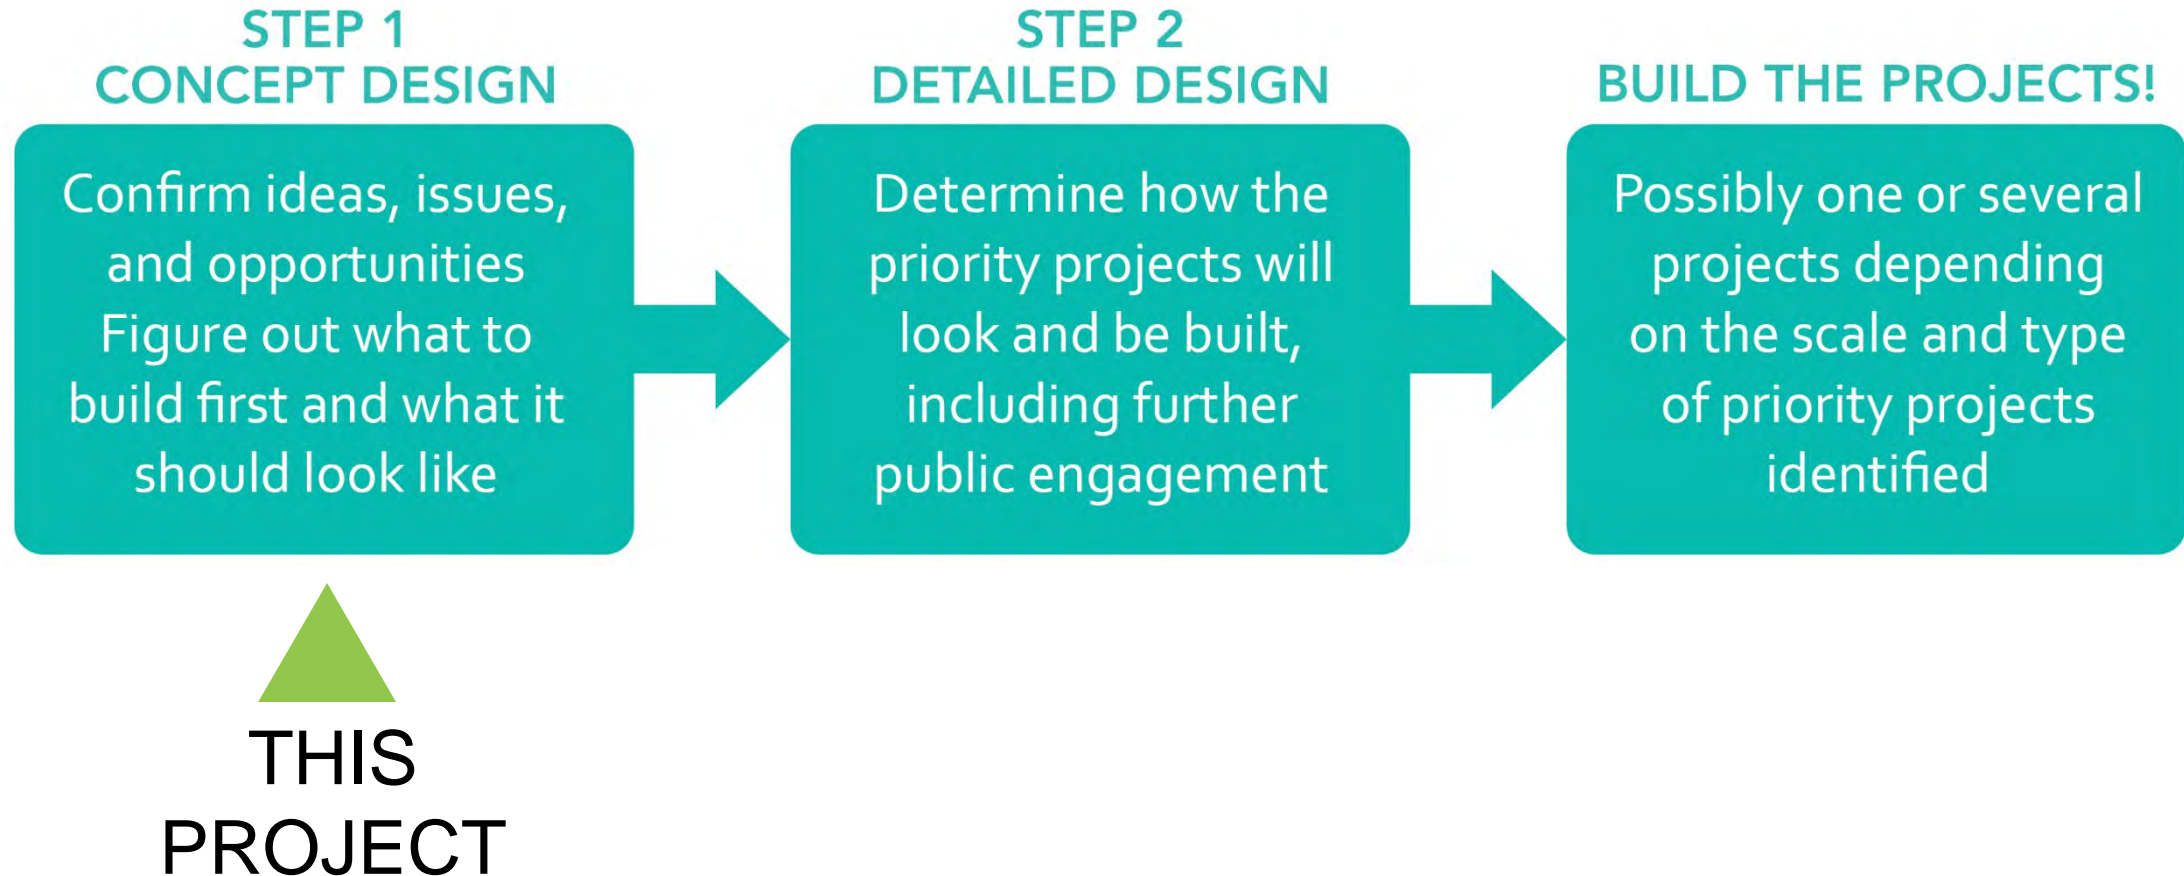 STEP 1
CONCEPT DESIGN
Confirm ideas, issues,
and opportunities
Figure out what to
build first and what it
should look like
STEP 2
DETAILED DESIGN
Determine how the
priority projects will
look and be built,
including further
public engagement
BUILD THE PROJECTS!
Possibly one or several
projects depending
on the scale and type
of priority projects
identified
THIS
PROJECT